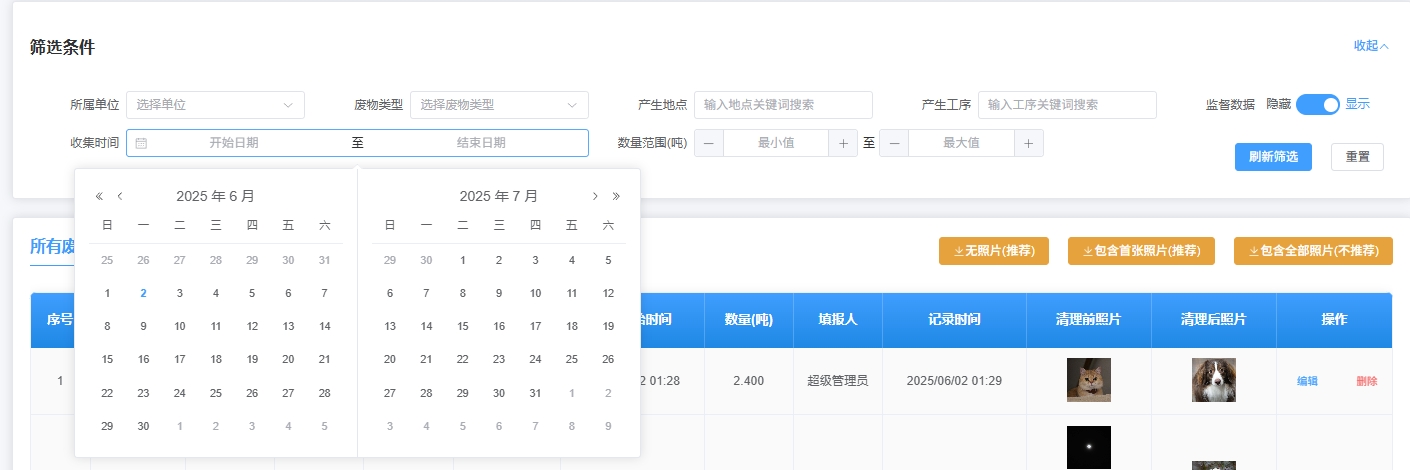 筛选条件 收起
所属单位 选择单位 废物类型 选择废物类型 产生地点 输入地点关键词搜索 产生工序 输入工序关键词搜索 监督数据 隐藏 显示
收集时间 开始日期 至 结束日期 数量范围(吨) 最小值 至 最大值 刷新筛选 重置
2025 年 6 月 2025 年 7 月
日 一 二 三 四 五 六 日 一 二 三 四 五 六
25 26 27 28 29 30 31 29 30 1 2 3 4 5
1 2 3 4 5 6 7 6 7 8 9 10 11 12
8 9 10 11 12 13 14 13 14 15 16 17 18 19
15 16 17 18 19 20 21 20 21 22 23 24 25 26
22 23 24 25 26 27 28 27 28 29 30 31 1 2
29 30 1 2 3 4 5 3 4 5 6 7 8 9
所有废 无照片(推荐) 包含首张照片(推荐) 包含全部照片(不推荐)
序号 时间 数量(吨) 填报人 记录时间 清理前照片 清理后照片 操作
1 2 01:28 2.400 超级管理员 2025/06/02 01:29 编辑 删除